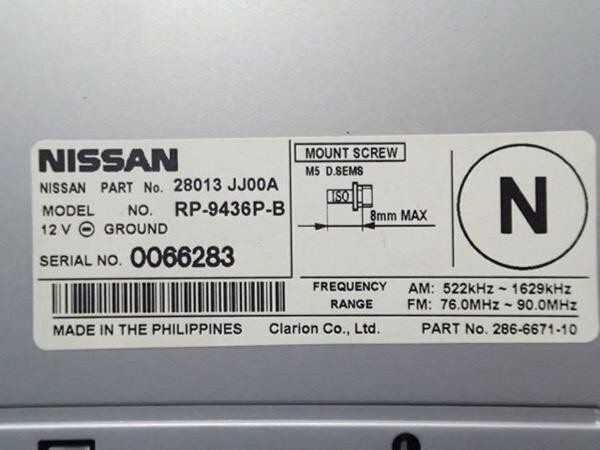 NISSAN
NISSAN PART No. 28013 JJ00A
MODEL NO. RP-9436P-B
12 V ⊖ GROUND
SERIAL NO. 0066283
MOUNT SCREW
M5 D.SEMS
ISO
8mm MAX
N
FREQUENCY RANGE
AM: 522kHz ~ 1629kHz
FM: 76.0MHz ~ 90.0MHz
MADE IN THE PHILIPPINES Clarion Co., Ltd. PART No. 286-6671-10